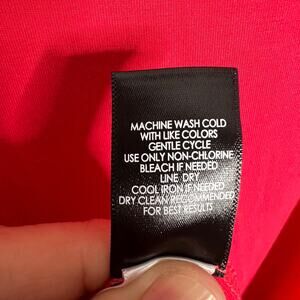 MACHINE WASH COLD
WITH LIKE COLORS
GENTLE CYCLE
USE ONLY NON-CHLORINE
BLEACH IF NEEDED
LINE DRY
COOL IRON IF NEEDED
DRY CLEAN RECOMMENDED
FOR BEST RESULTS